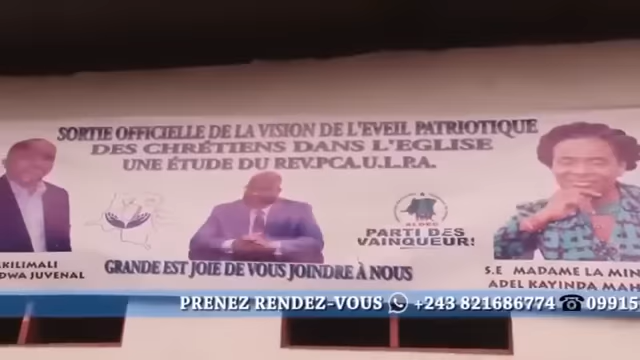 SORTIE OFFICIELLE DE LA VISION DE L'EVEIL PATRIOTIQUE
DES CHRÉTIENS DANS L'EGLISE
UNE ÉTUDE DU REV.PCA.U.L.P.A.
PARTI DES
VAINQUEUR!
KILIMALI
DWA JUVENAL
GRANDE EST JOIE DE VOUS JOINDRE À NOUS
S.E MADAME LA MIN
ADEL KAYINDA MAH
PRENEZ RENDEZ-VOUS +243 821686774 09915